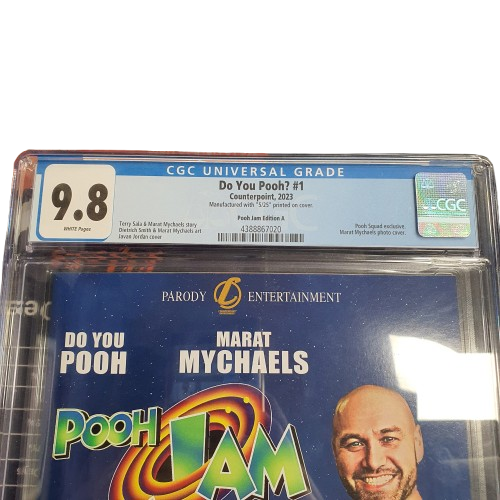 CGC UNIVERSAL GRADE
9.8
WHITE Pages
Do You Pooh? #1
Counterpoint, 2023
Manufactured with "5/25" printed on cover.
Pooh Jam Edition A
Terry Sala & Marat Mychaels story
Dietrich Smith & Marat Mychaels art
Javan Jordan cover
4388867020
Pooh Squad exclusive
Marat Mychaels photo cover.
CGC
PARODY ENTERTAINMENT
DO YOU
POOH
MARAT
MYCHAELS
POOH JAM